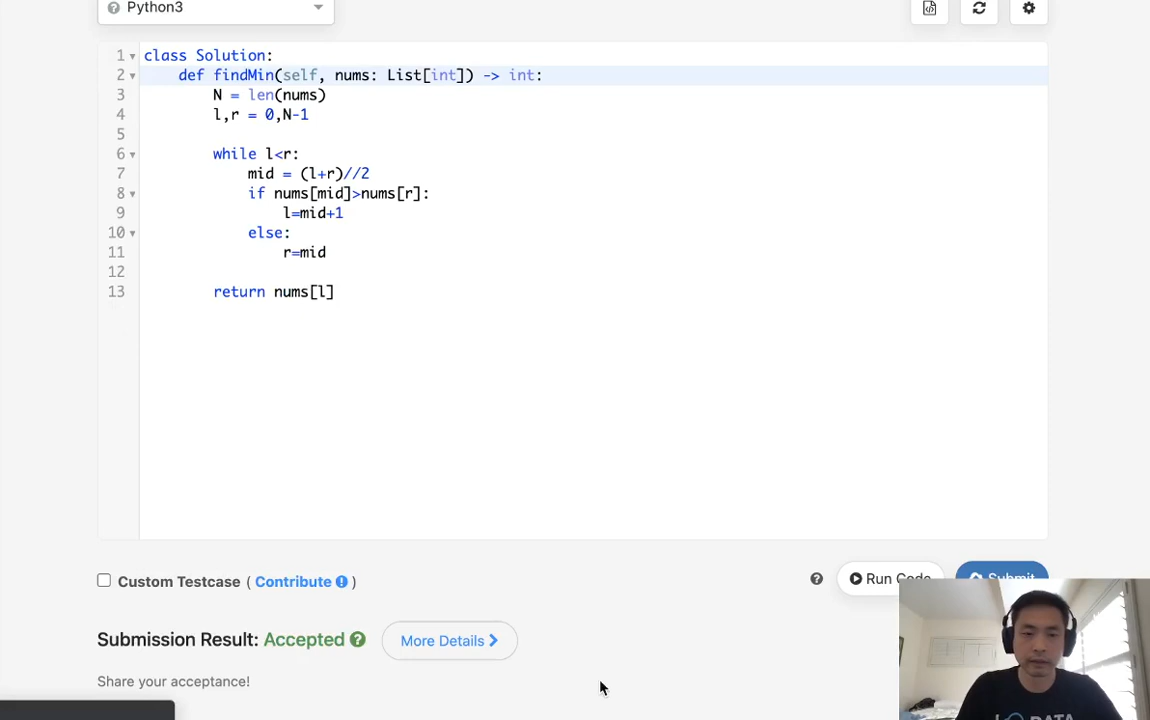 Python3
1 class Solution:
2 def findMin(self, nums: List[int]) -> int:
3 N = len(nums)
4 l,r = 0,N-1
5
6 while l<r:
7 mid = (l+r)//2
8 if nums[mid]>nums[r]:
9 l=mid+1
10 else:
11 r=mid
12
13 return nums[l]
Custom Testcase ( Contribute )
Run Code
Submit
Submission Result: Accepted
More Details
Share your acceptance!
DATA